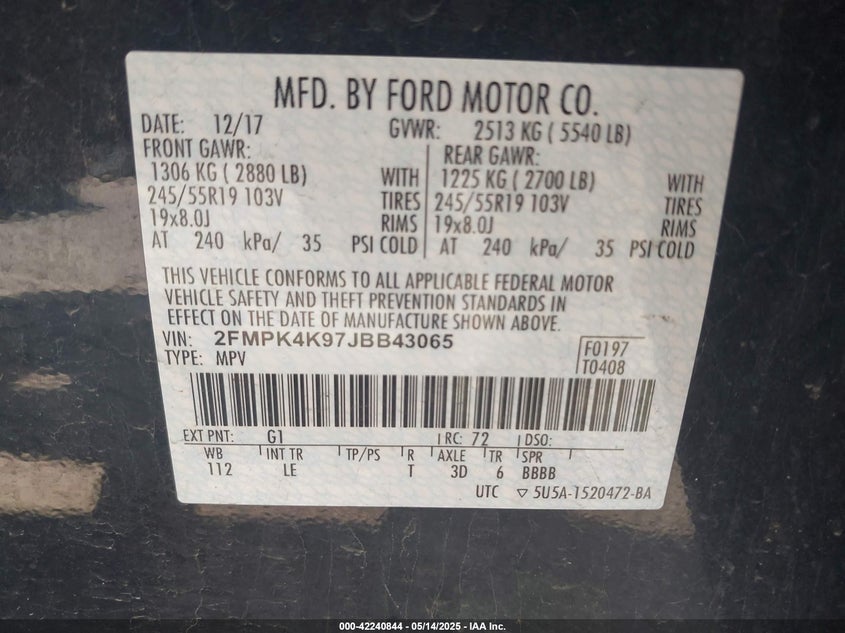 MFD. BY FORD MOTOR CO.
DATE: 12/17 GVWR: 2513 KG ( 5540 LB)
FRONT GAWR: REAR GAWR:
1306 KG ( 2880 LB) WITH 1225 KG ( 2700 LB) WITH
245/55R19 103V TIRES 245/55R19 103V TIRES
19x8.0J RIMS 19x8.0J RIMS
AT 240 kPa/ 35 PSI COLD AT 240 kPa/ 35 PSI COLD
THIS VEHICLE CONFORMS TO ALL APPLICABLE FEDERAL MOTOR
VEHICLE SAFETY AND THEFT PREVENTION STANDARDS IN
EFFECT ON THE DATE OF MANUFACTURE SHOWN ABOVE.
VIN: 2FMPK4K97JBB43065 F0197
TYPE: MPV T0408
EXT PNT: G1 RC: 72 DSO:
WB INT TR TP/PS R AXLE TR SPR
112 LE T 3D 6 BBBB
UTC ▽ 5U5A-1520472-BA
000-42240844 — 05/14/2025 — IAA Inc.